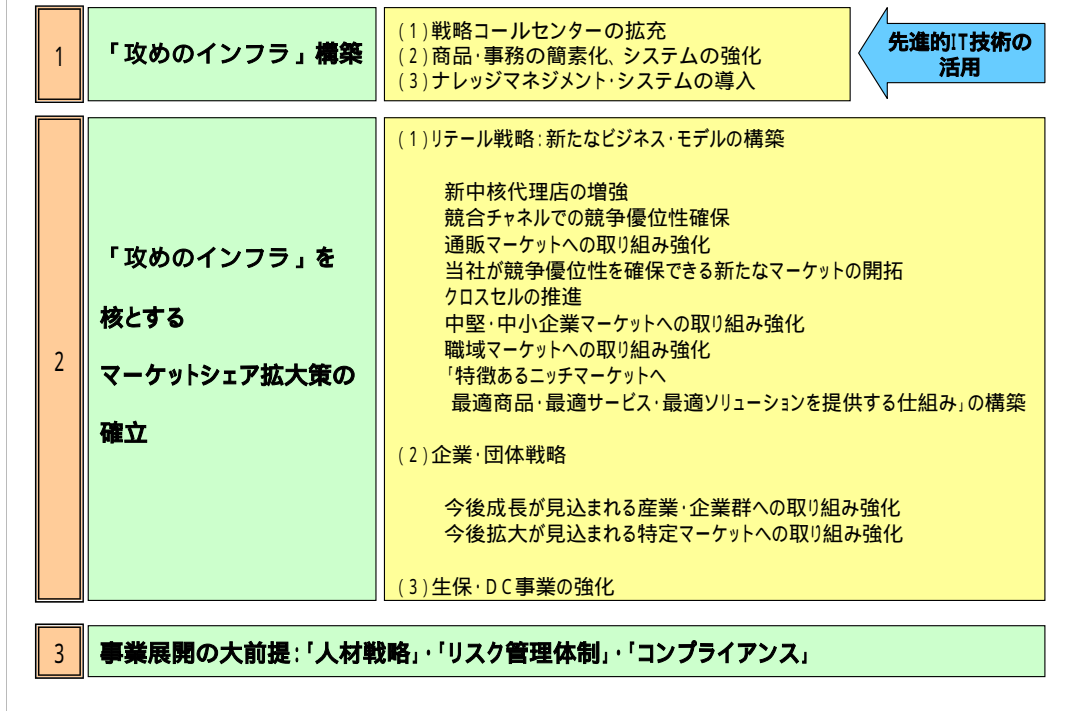 1
「攻めのインフラ」構築
(1)戦略コールセンターの拡充
(2)商品・事務の簡素化、システムの強化
(3)ナレッジマネジメント・システムの導入
先進的IT技術の
活用
2
「攻めのインフラ」を
核とする
マーケットシェア拡大策の
確立
(1)リテール戦略:新たなビジネス・モデルの構築
新中核代理店の増強
競合チャネルでの競争優位性確保
通販マーケットへの取り組み強化
当社が競争優位性を確保できる新たなマーケットの開拓
クロスセルの推進
中堅・中小企業マーケットへの取り組み強化
職域マーケットへの取り組み強化
「特徴あるニッチマーケットへ
最適商品・最適サービス・最適ソリューションを提供する仕組み」の構築
(2)企業・団体戦略
今後成長が見込まれる産業・企業群への取り組み強化
今後拡大が見込まれる特定マーケットへの取り組み強化
(3)生保・DC事業の強化
3
事業展開の大前提:「人材戦略」・「リスク管理体制」・「コンプライアンス」